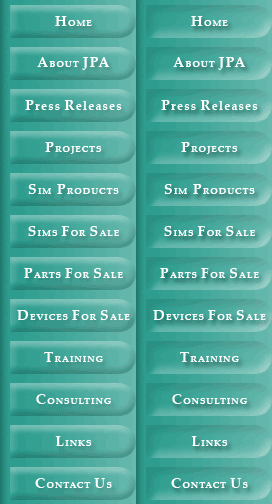 Home Home
About JPA About JPA
Press Releases Press Releases
Projects Projects
Sim Products Sim Products
Sims For Sale Sims For Sale
Parts For Sale Parts For Sale
Devices For Sale Devices For Sale
Training Training
Consulting Consulting
Links Links
Contact Us Contact Us